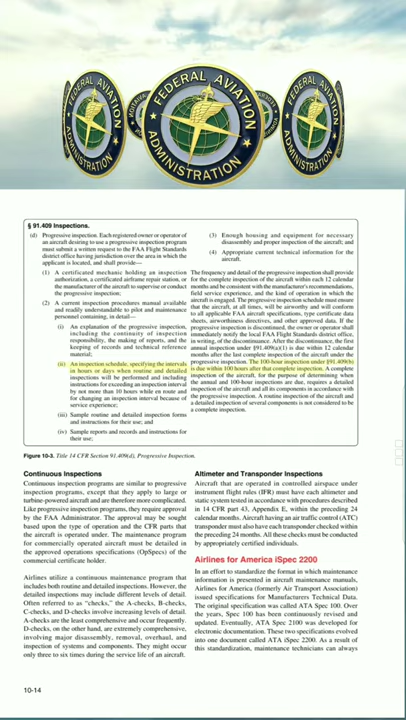 FEDERAL AVIATION
ADMINISTRATION
FEDERAL AVIATION
ADMINISTRATION
FEDERAL AVIATION
ADMINISTRATION
§ 91.409 Inspections.
(d) Progressive inspection. Each registered owner or operator of
an aircraft desiring to use a progressive inspection program
must submit a written request to the FAA Flight Standards
district office having jurisdiction over the area in which the
applicant is located, and shall provide—
(1) A certificated mechanic holding an inspection
authorization, a certificated airframe repair station, or
the manufacturer of the aircraft to supervise or conduct
the progressive inspection;
(2) A current inspection procedures manual available
and readily understandable to pilot and maintenance
personnel containing, in detail—
(i) An explanation of the progressive inspection,
including the continuity of inspection
responsibility, the making of reports, and the
keeping of records and technical reference
material;
(ii) An inspection schedule, specifying the intervals
in hours or days when routine and detailed
inspections will be performed and including
instructions for exceeding an inspection interval
by not more than 10 hours while en route and
for changing an inspection interval because of
service experience;
(iii) Sample routine and detailed inspection forms
and instructions for their use; and
(iv) Sample reports and records and instructions for
their use;
(3) Enough housing and equipment for necessary
disassembly and proper inspection of the aircraft; and
(4) Appropriate current technical information for the
aircraft.
The frequency and detail of the progressive inspection shall provide
for the complete inspection of the aircraft within each 12 calendar
months and be consistent with the manufacturer's recommendations,
field service experience, and the kind of operation in which the
aircraft is engaged. The progressive inspection schedule must ensure
that the aircraft, at all times, will be airworthy and will conform
to all applicable FAA aircraft specifications, type certificate data
sheets, airworthiness directives, and other approved data. If the
progressive inspection is discontinued, the owner or operator shall
immediately notify the local FAA Flight Standards district office,
in writing, of the discontinuance. After the discontinuance, the first
annual inspection under §91.409(a)(1) is due within 12 calendar
months after the last complete inspection of the aircraft under the
progressive inspection. The 100-hour inspection under §91.409(b)
is due within 100 hours after that complete inspection. A complete
inspection of the aircraft, for the purpose of determining when
the annual and 100-hour inspections are due, requires a detailed
inspection of the aircraft and all its components in accordance with
the progressive inspection. A routine inspection of the aircraft and
a detailed inspection of several components is not considered to be
a complete inspection.
Figure 10-3. Title 14 CFR Section 91.409(d), Progressive Inspection.
Continuous Inspections
Continuous inspection programs are similar to progressive
inspection programs, except that they apply to large or
turbine-powered aircraft and are therefore more complicated.
Like progressive inspection programs, they require approval
by the FAA Administrator. The approval may be sought
based upon the type of operation and the CFR parts that
the aircraft is operated under. The maintenance program
for commercially operated aircraft must be detailed in
the approved operations specifications (OpSpecs) of the
commercial certificate holder.
Airlines utilize a continuous maintenance program that
includes both routine and detailed inspections. However, the
detailed inspections may include different levels of detail.
Often referred to as "checks," the A-checks, B-checks,
C-checks, and D-checks involve increasing levels of detail.
A-checks are the least comprehensive and occur frequently.
D-checks, on the other hand, are extremely comprehensive,
involving major disassembly, removal, overhaul, and
inspection of systems and components. They might occur
only three to six times during the service life of an aircraft.
Altimeter and Transponder Inspections
Aircraft that are operated in controlled airspace under
instrument flight rules (IFR) must have each altimeter and
static system tested in accordance with procedures described
in 14 CFR part 43, Appendix E, within the preceding 24
calendar months. Aircraft having an air traffic control (ATC)
transponder must also have each transponder checked within
the preceding 24 months. All these checks must be conducted
by appropriately certified individuals.
Airlines for America iSpec 2200
In an effort to standardize the format in which maintenance
information is presented in aircraft maintenance manuals,
Airlines for America (formerly Air Transport Association)
issued specifications for Manufacturers Technical Data.
The original specification was called ATA Spec 100. Over
the years, Spec 100 has been continuously revised and
updated. Eventually, ATA Spec 2100 was developed for
electronic documentation. These two specifications evolved
into one document called ATA iSpec 2200. As a result of
this standardization, maintenance technicians can always
10-14